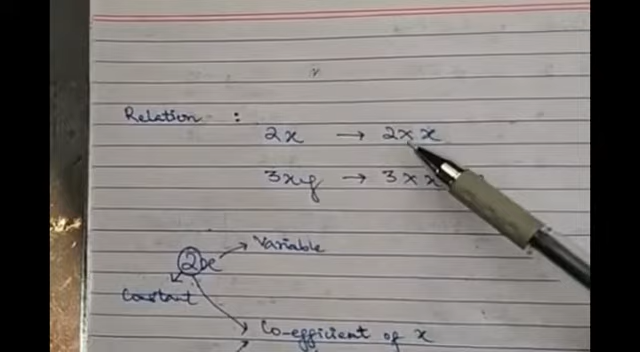 Relation :
2x → 2 × x
3xy → 3 × x
2x → Variable
Constant
Co-efficient of x